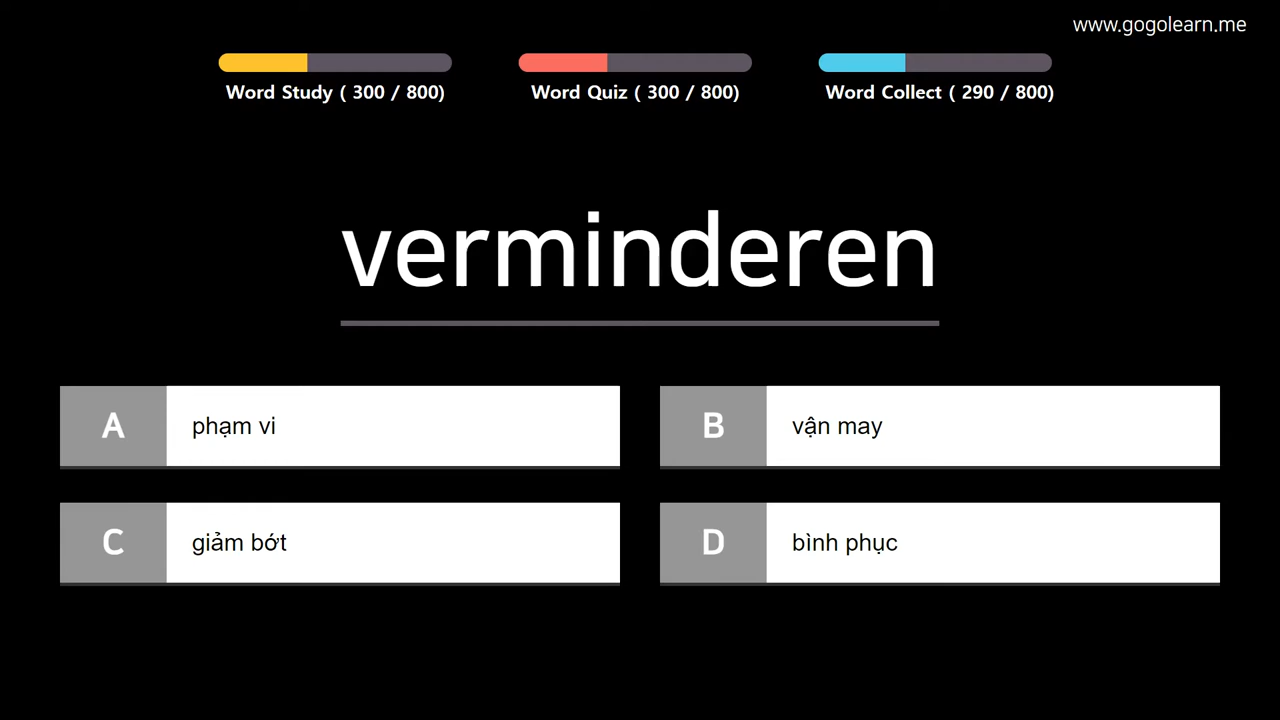 www.gogolearn.me
Word Study ( 300 / 800)
Word Quiz ( 300 / 800)
Word Collect ( 290 / 800)
verminderen
A phạm vi
B vận may
C giảm bớt
D bình phục